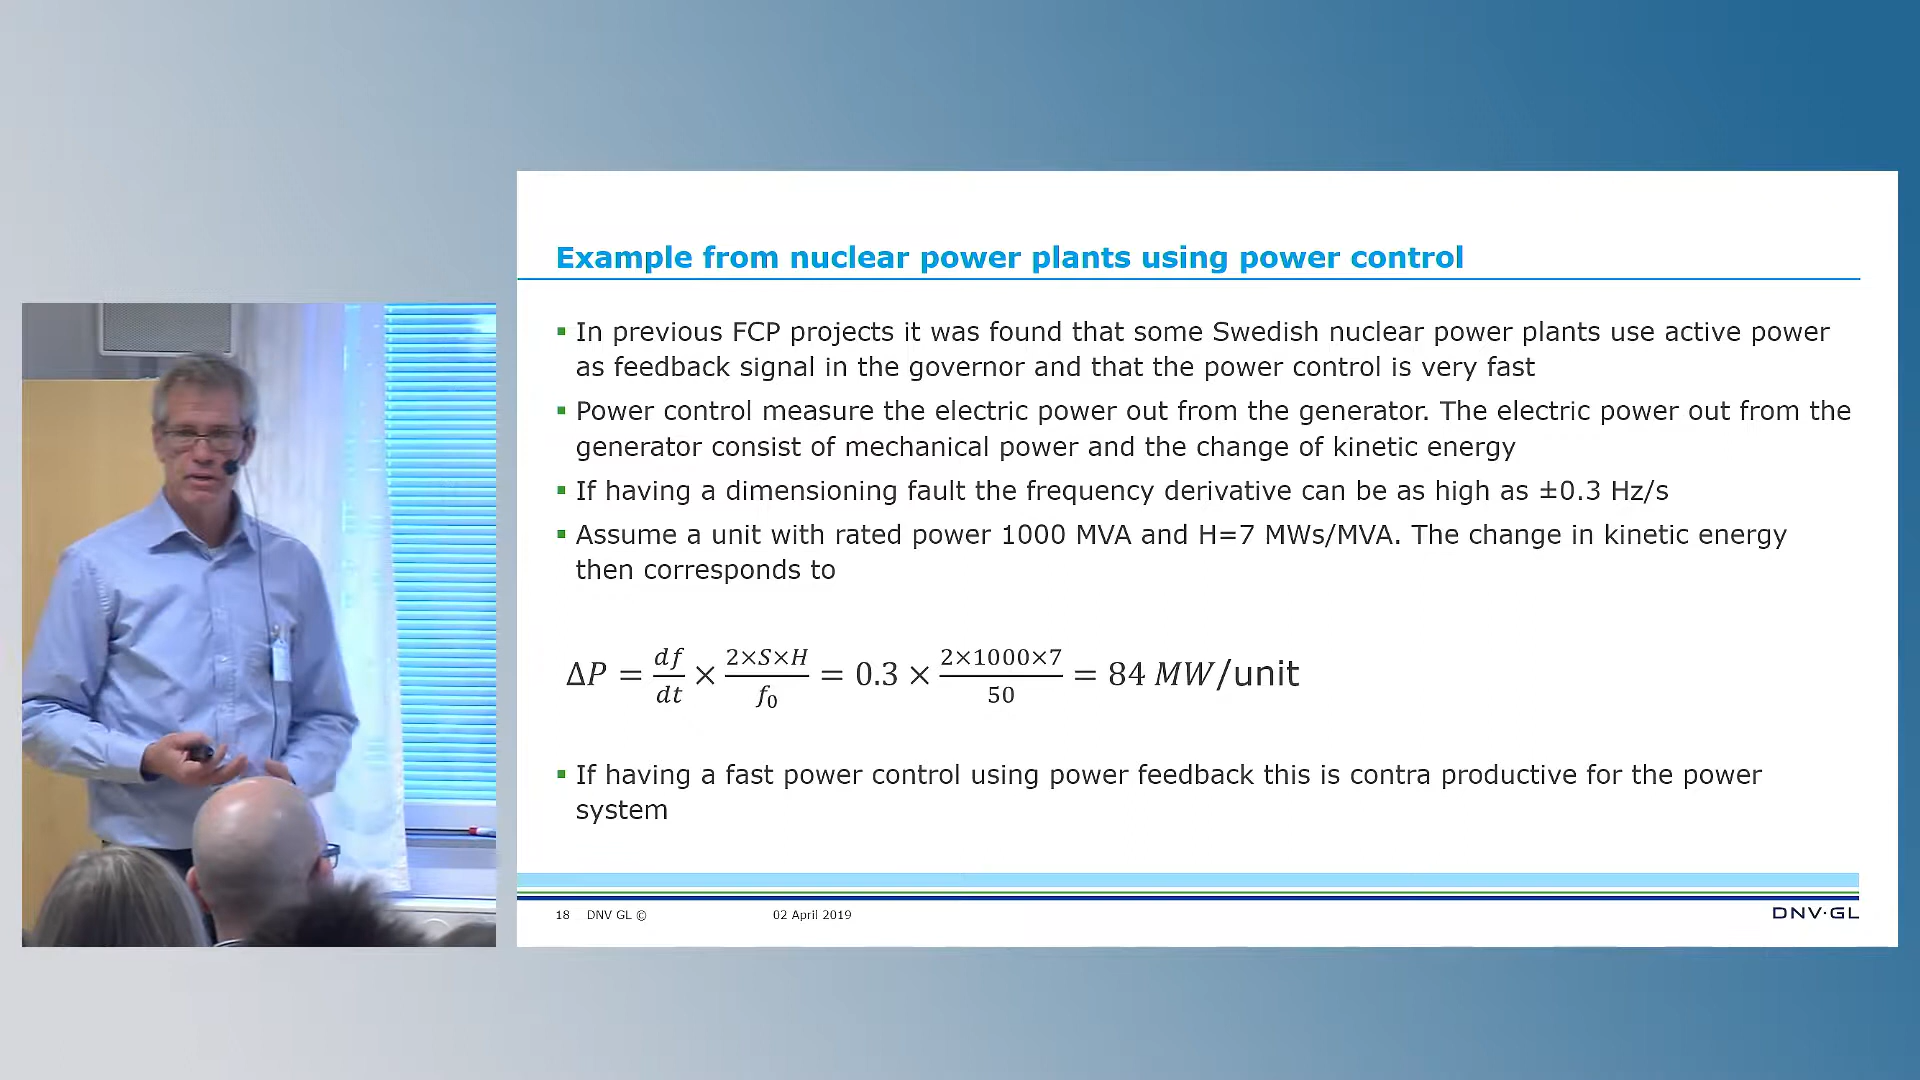 Example from nuclear power plants using power control
▪ In previous FCP projects it was found that some Swedish nuclear power plants use active power
as feedback signal in the governor and that the power control is very fast
▪ Power control measure the electric power out from the generator. The electric power out from the
generator consist of mechanical power and the change of kinetic energy
▪ If having a dimensioning fault the frequency derivative can be as high as ±0.3 Hz/s
▪ Assume a unit with rated power 1000 MVA and H=7 MWs/MVA. The change in kinetic energy
then corresponds to
ΔP = df/dt × 2×S×H/f₀ = 0.3 × 2×1000×7/50 = 84 MW/unit
▪ If having a fast power control using power feedback this is contra productive for the power
system
18 DNV GL © 02 April 2019 DNV·GL